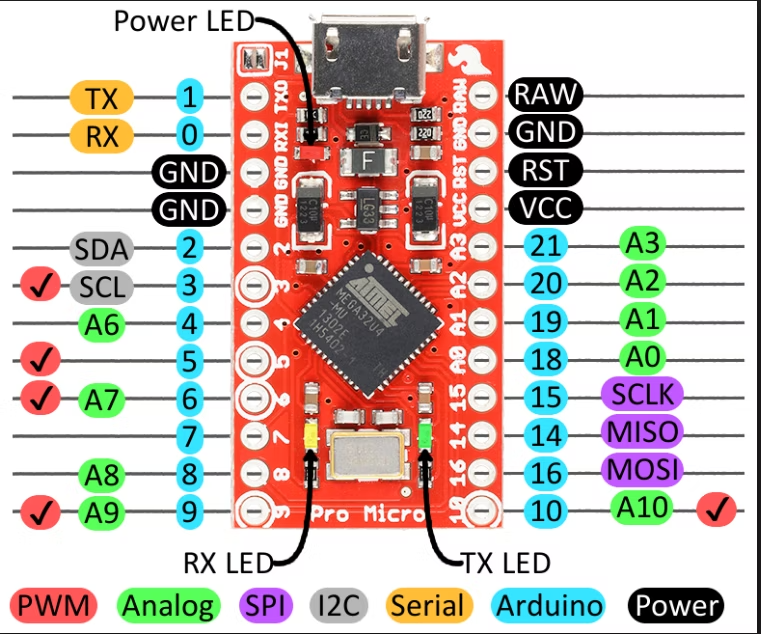 Power LED
J1
TX 1 TX0 RAW RAW
RX 0 RXI GND GND
GND GND RST RST
GND GND VCC VCC
SDA 2 2 A3 21 A3
✓ SCL 3 3 A2 20 A2
A6 4 4 A1 19 A1
✓ 5 5 A0 18 A0
✓ A7 6 6 15 15 SCLK
7 7 14 14 MISO
A8 8 8 16 16 MOSI
✓ A9 9 9 Pro Micro 10 10 A10 ✓
220
F
ATMEL
MEGA32U4
-MU
RX LED
TX LED
PWM Analog SPI I2C Serial Arduino Power